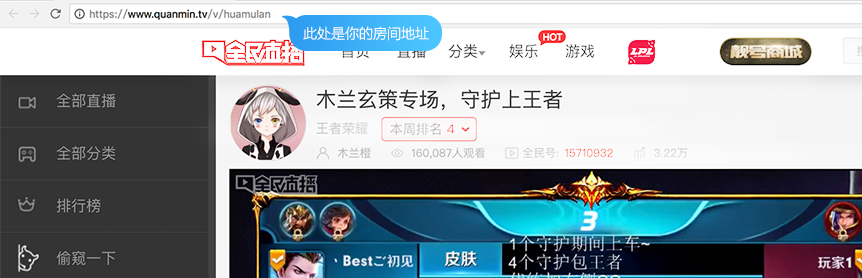 https://www.quanmin.tv/v/huamulan
此处是你的房间地址
全民直播
首页 直播 分类 娱乐 HOT 游戏 LPL 靓号商城
全部直播
木兰玄策专场，守护上王者
王者荣耀 本周排名 4
全部分类
木兰橙 160,087人观看 全民号: 15710932 3.22万
全民直播
排行榜
3
1个守护期间上车~
偷窥一下
、Bestご初见 皮肤 4个守护包王者 玩家1